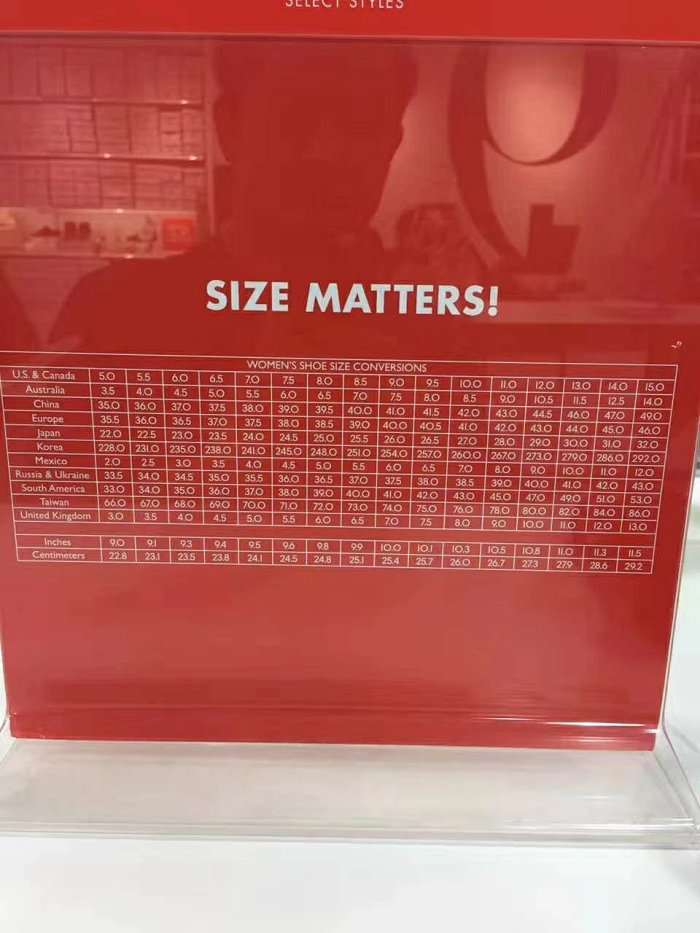 SELECT STYLES
SIZE MATTERS!
WOMEN'S SHOE SIZE CONVERSIONS
U.S. & Canada 5.0 5.5 6.0 6.5 7.0 7.5 8.0 8.5 9.0 9.5 10.0 11.0 12.0 13.0 14.0 15.0
Australia 3.5 4.0 4.5 5.0 5.5 6.0 6.5 7.0 7.5 8.0 8.5 9.0 10.5 11.5 12.5 14.0
China 35.0 36.0 37.0 37.5 38.0 39.0 39.5 40.0 41.0 41.5 42.0 43.0 44.5 46.0 47.0 49.0
Europe 35.5 36.0 36.5 37.0 37.5 38.0 38.5 39.0 40.0 40.5 41.0 42.0 43.0 44.0 45.0 46.0
Japan 22.0 22.5 23.0 23.5 24.0 24.5 25.0 25.5 26.0 26.5 27.0 28.0 29.0 30.0 31.0 32.0
Korea 228.0 231.0 235.0 238.0 241.0 245.0 248.0 251.0 254.0 257.0 260.0 267.0 273.0 279.0 286.0 292.0
Mexico 2.0 2.5 3.0 3.5 4.0 4.5 5.0 5.5 6.0 6.5 7.0 8.0 9.0 10.0 11.0 12.0
Russia & Ukraine 33.5 34.0 34.5 35.0 35.5 36.0 36.5 37.0 37.5 38.0 38.5 39.0 40.0 41.0 42.0 43.0
South America 33.0 34.0 35.0 36.0 37.0 38.0 39.0 40.0 41.0 42.0 43.0 45.0 47.0 49.0 51.0 53.0
Taiwan 66.0 67.0 68.0 69.0 70.0 71.0 72.0 73.0 74.0 75.0 76.0 78.0 80.0 82.0 84.0 86.0
United Kingdom 3.0 3.5 4.0 4.5 5.0 5.5 6.0 6.5 7.0 7.5 8.0 9.0 10.0 11.0 12.0 13.0
Inches 9.0 9.1 9.3 9.4 9.5 9.6 9.8 9.9 10.0 10.1 10.3 10.5 10.8 11.0 11.3 11.5
Centimeters 22.8 23.1 23.5 23.8 24.1 24.5 24.8 25.1 25.4 25.7 26.0 26.7 27.3 27.9 28.6 29.2